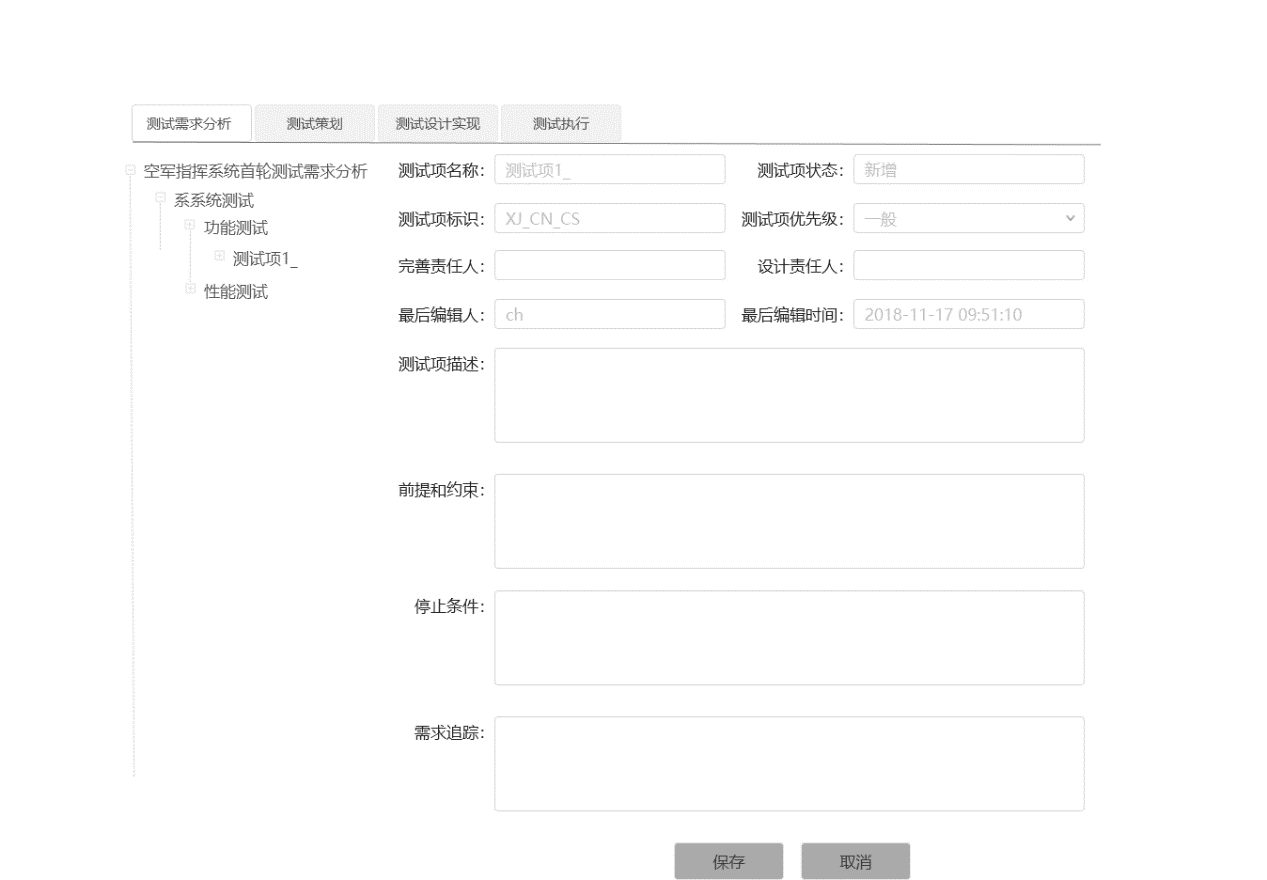 测试需求分析 测试策划 测试设计实现 测试执行
空军指挥系统首轮测试需求分析
系系统测试
功能测试
测试项1_
性能测试
测试项名称: 测试项1_ 测试项状态: 新增
测试项标识: XJ_CN_CS 测试项优先级: 一般
完善责任人: 设计责任人:
最后编辑人: ch 最后编辑时间: 2018-11-17 09:51:10
测试项描述:
前提和约束:
停止条件:
需求追踪:
保存 取消